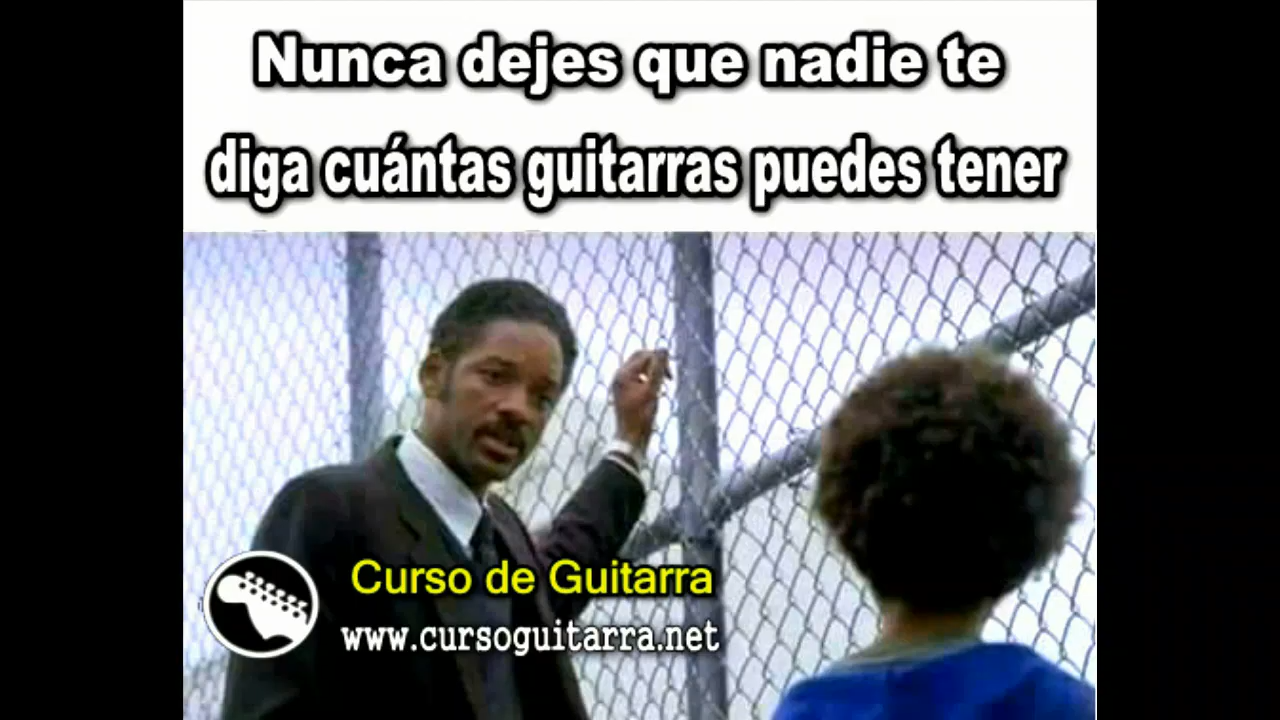 Nunca dejes que nadie te
diga cuántas guitarras puedes tener
Curso de Guitarra
www.cursoguitarra.net